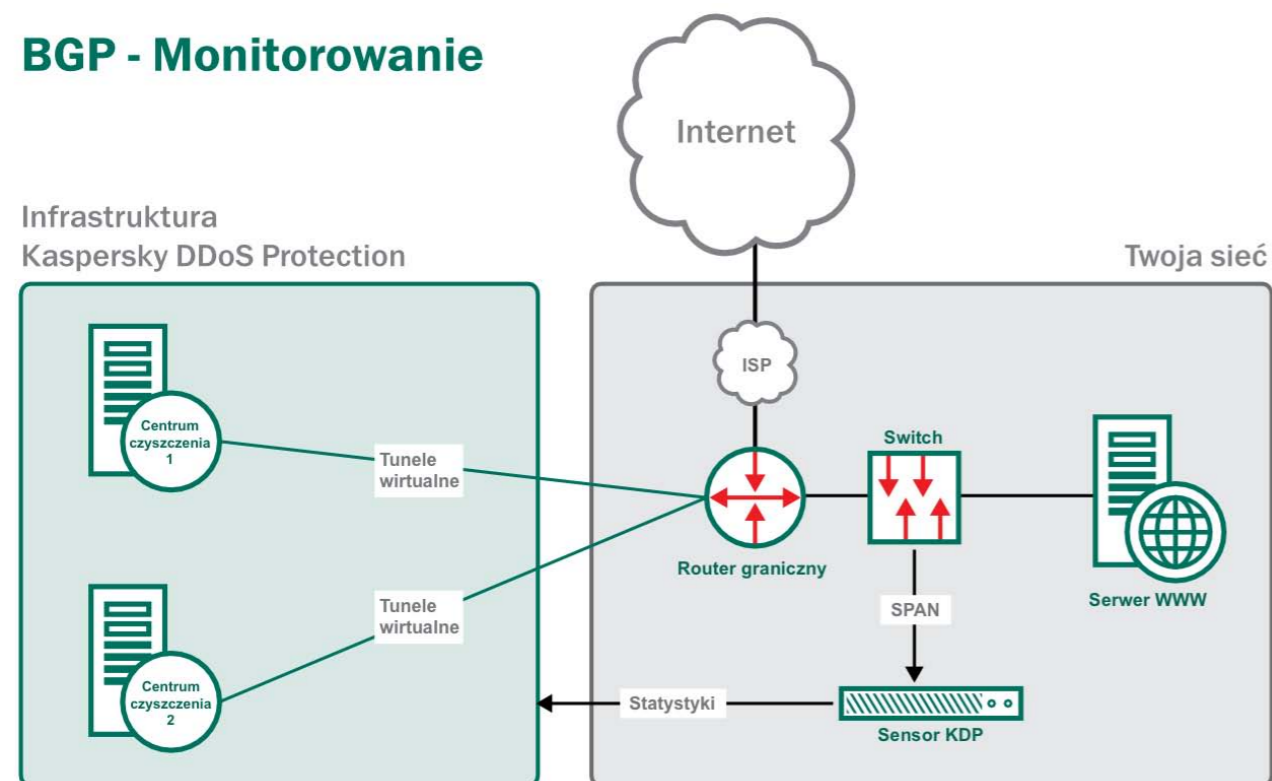 BGP - Monitorowanie
Internet
Infrastruktura
Kaspersky DDoS Protection
Twoja sieć
ISP
Centrum
czyszczenia
1
Tunele
wirtualne
Switch
Router graniczny
Serwer WWW
SPAN
Tunele
wirtualne
Centrum
czyszczenia
2
Statystyki
Sensor KDP